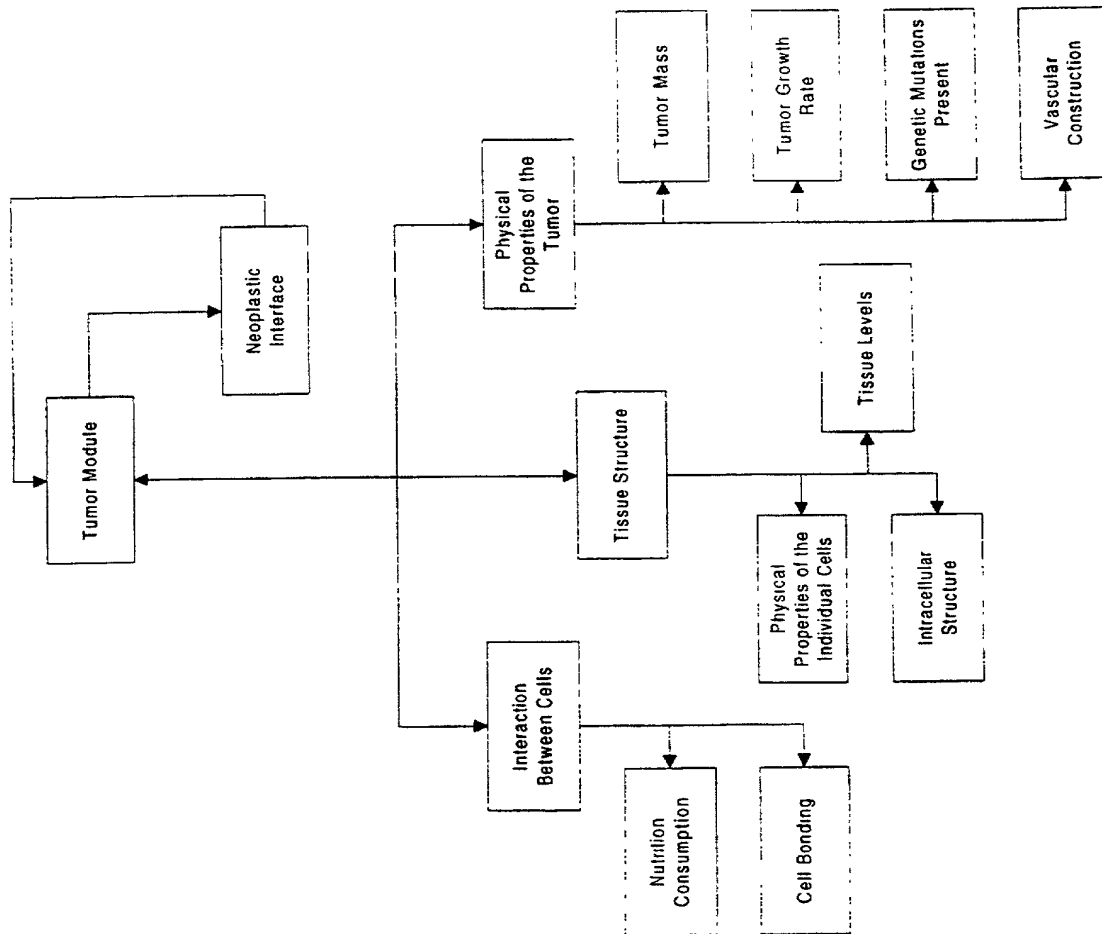 Tumor Module
Neoplastic
Interface
Interaction
Between Cells
Nutrition
Consumption
Cell Bonding
Tissue Structure
Physical
Properties of the
Individual Cells
Intracellular
Structure
Tissue Levels
Physical
Properties of the
Tumor
Tumor Mass
Tumor Growth
Rate
Genetic Mutations
Present
Vascular
Construction